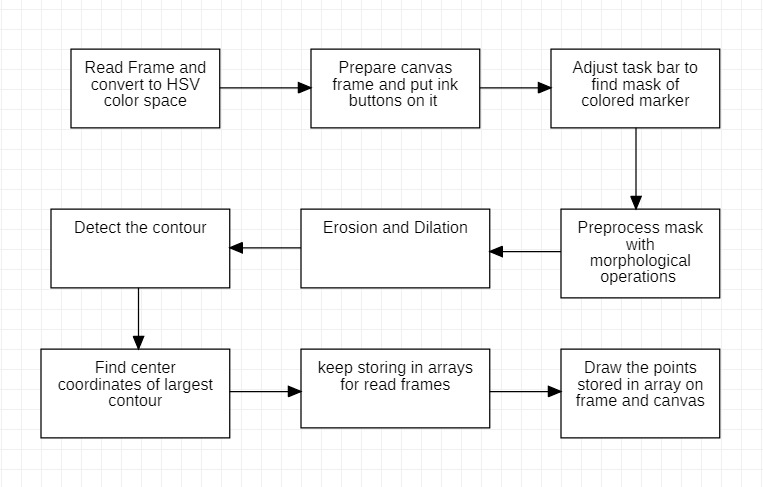 Read Frame and
convert to HSV
color space
Prepare canvas
frame and put ink
buttons on it
Adjust task bar to
find mask of
colored marker
Preprocess mask
with
morphological
operations
Erosion and Dilation
Detect the contour
Find center
coordinates of largest
contour
keep storing in arrays
for read frames
Draw the points
stored in array on
frame and canvas